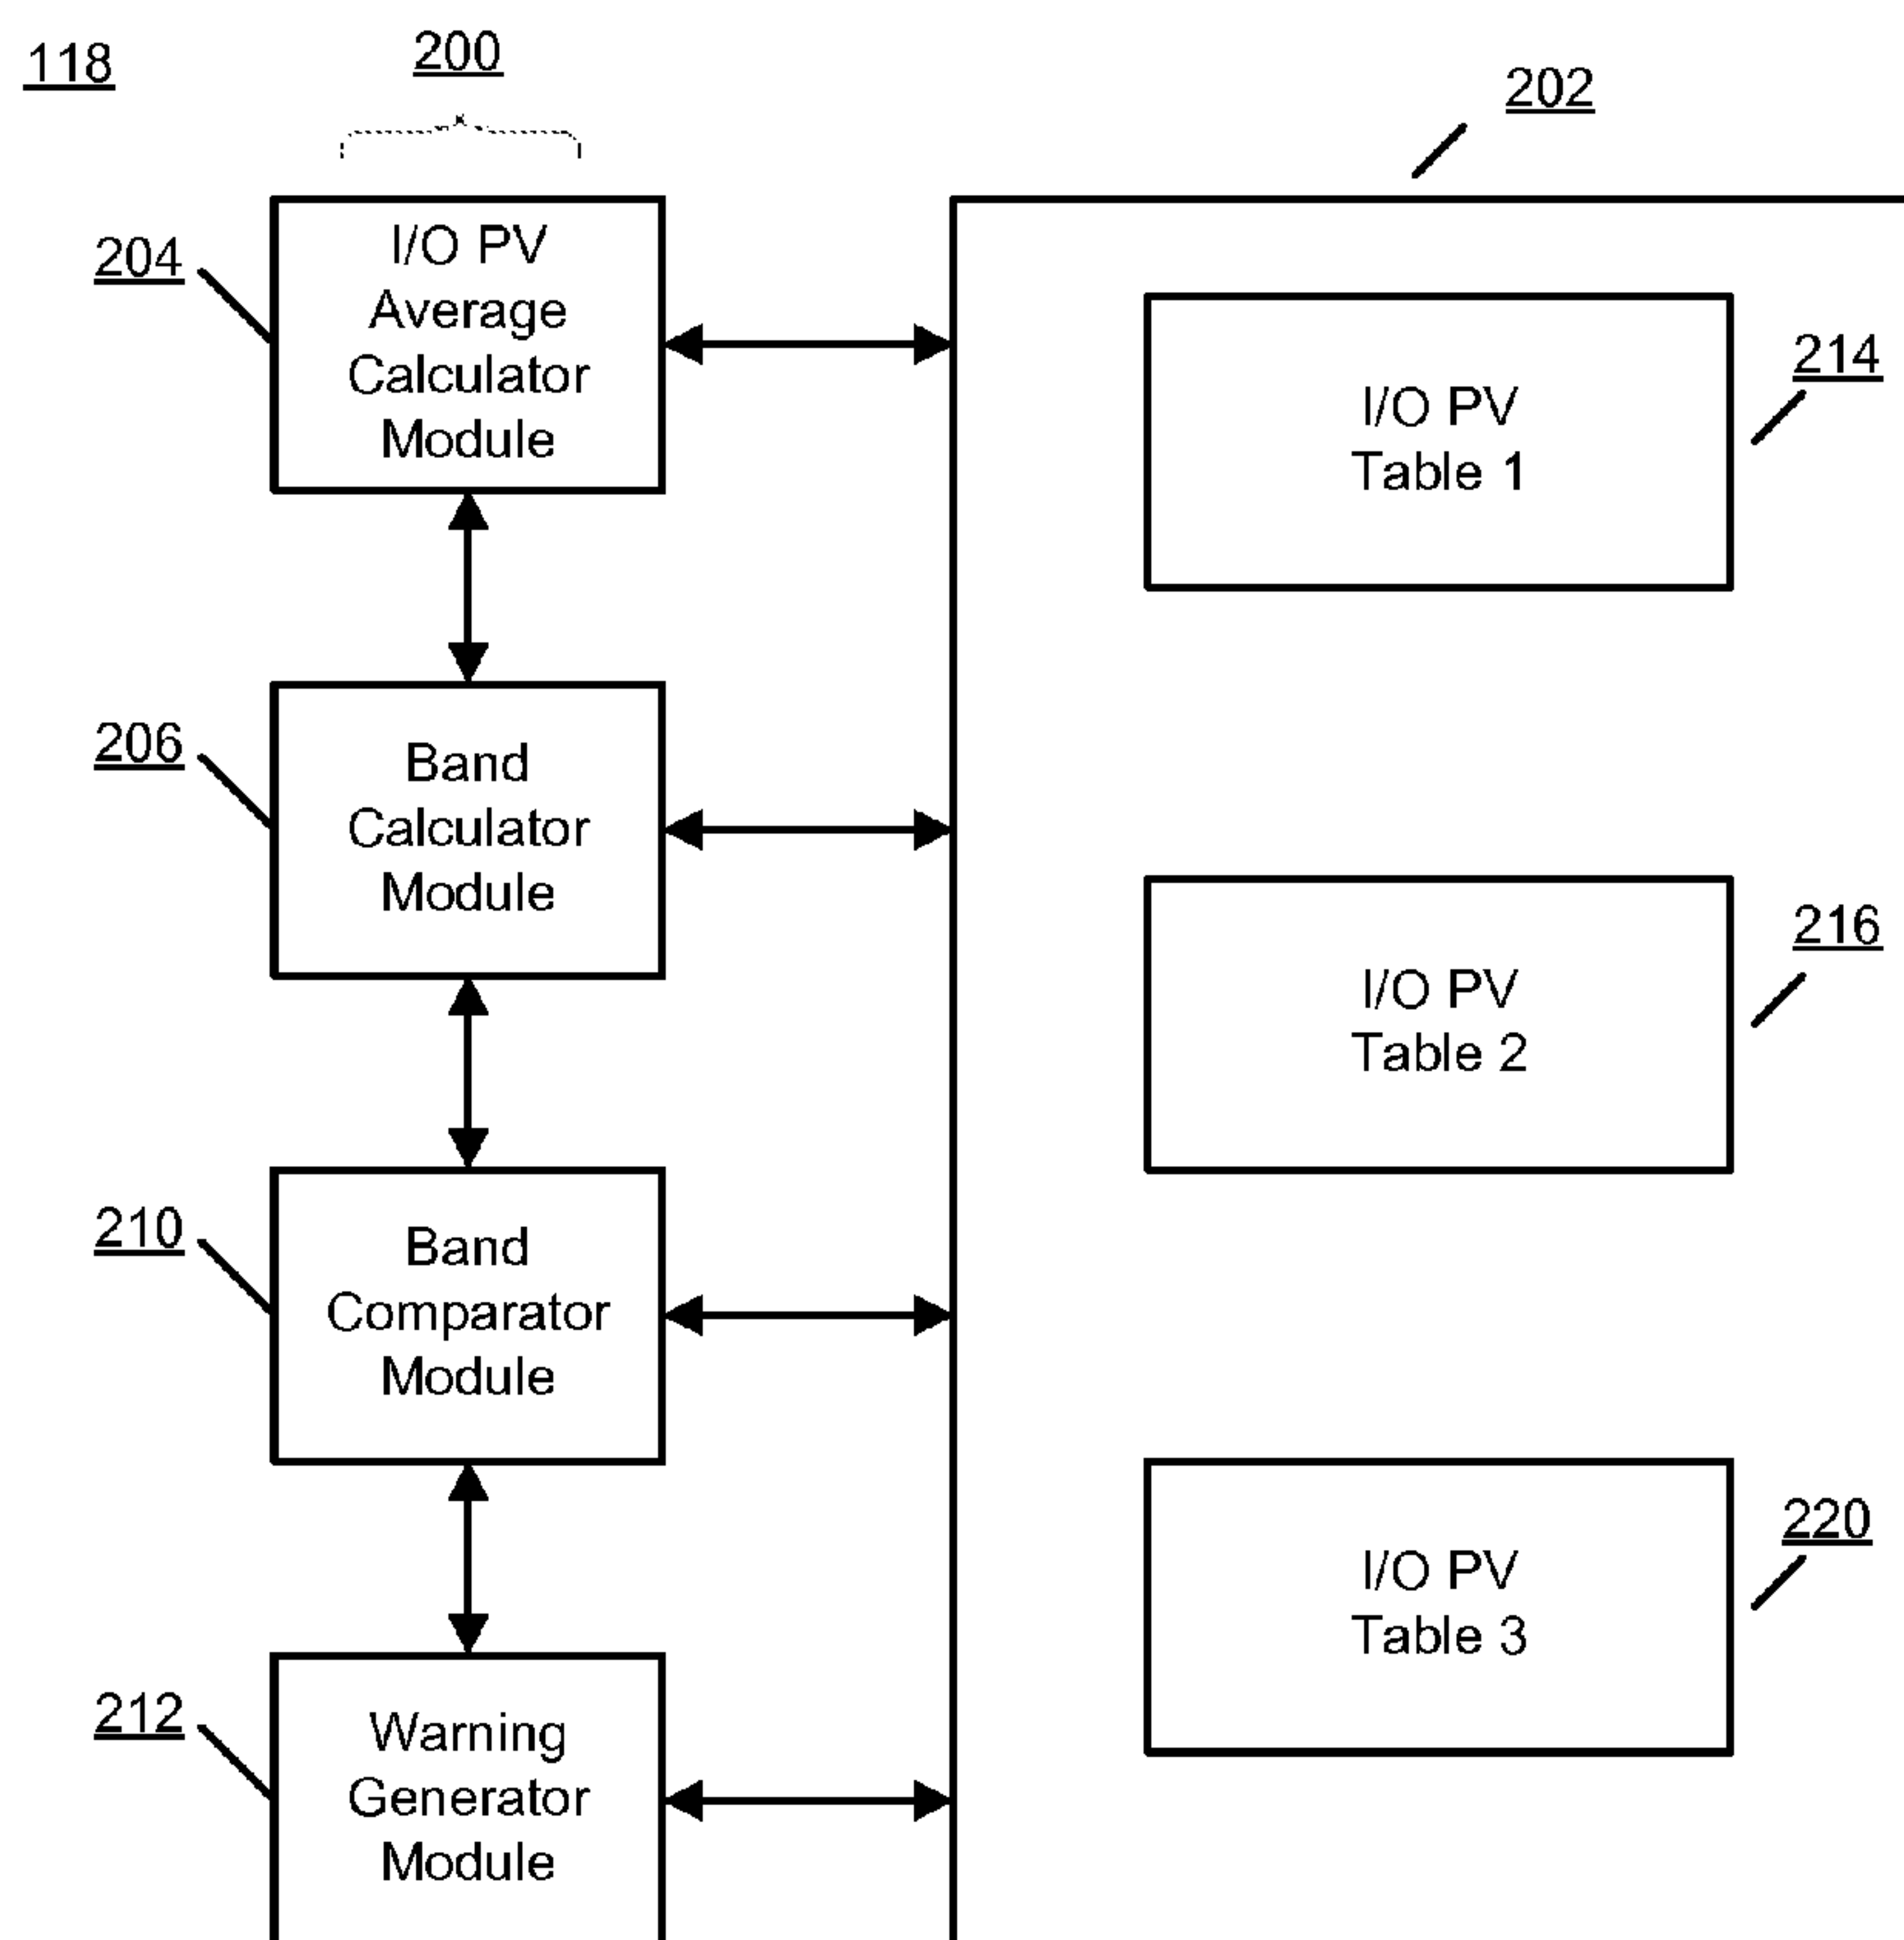 118
200
202
204
I/O PV
Average
Calculator
Module
I/O PV
Table 1
214
206
Band
Calculator
Module
I/O PV
Table 2
216
210
Band
Comparator
Module
I/O PV
Table 3
220
212
Warning
Generator
Module